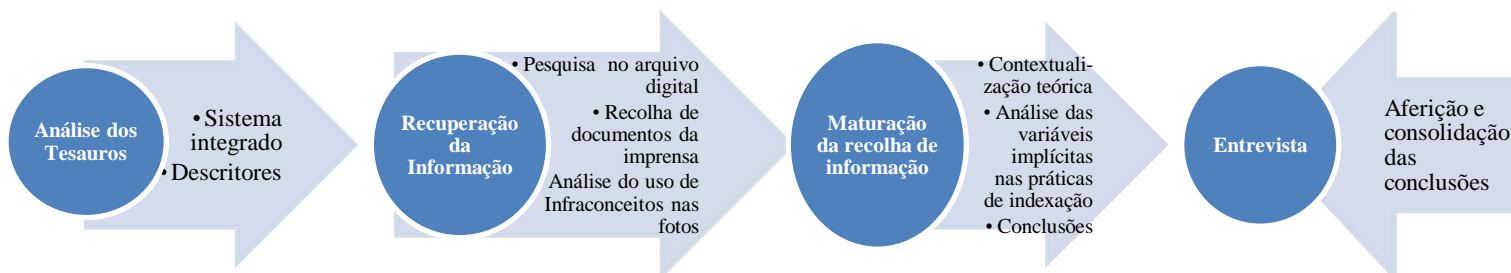 Análise dos
Tesauros
• Sistema
integrado
• Descritores
Recuperação
da
Informação
• Pesquisa no arquivo
digital
• Recolha de
documentos da
imprensa
Análise do uso de
Infraconceitos nas
fotos
Maturação
da recolha de
informação
• Contextuali-
zação teórica
• Análise das
variáveis
implícitas
nas práticas
de indexação
• Conclusões
Entrevista
Aferição e
consolidação
das
conclusões